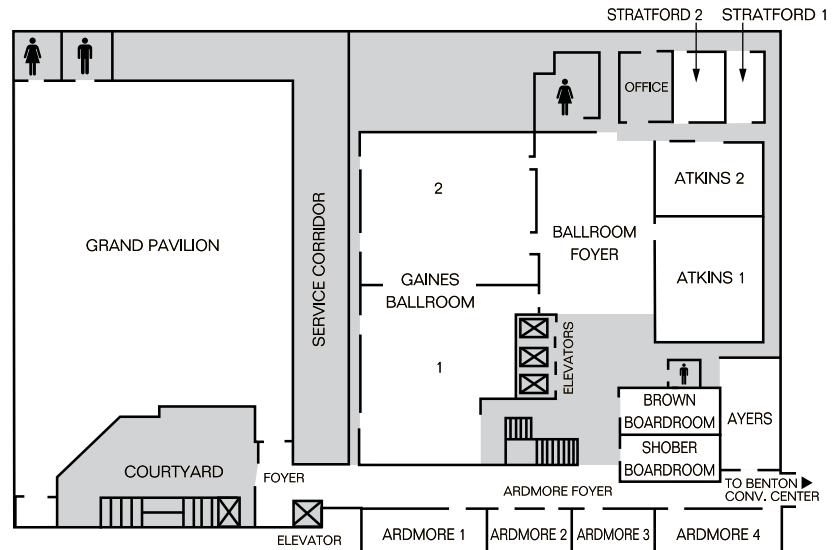 STRATFORD 2
STRATFORD 1
OFFICE
ATKINS 2
2
GRAND PAVILION
SERVICE CORRIDOR
BALLROOM
FOYER
GAINES
BALLROOM
ATKINS 1
1
ELEVATORS
BROWN
BOARDROOM
AYERS
SHOBER
BOARDROOM
COURTYARD
FOYER
ARDMORE FOYER
TO BENTON
CONV. CENTER
ELEVATOR
ARDMORE 1
ARDMORE 2
ARDMORE 3
ARDMORE 4